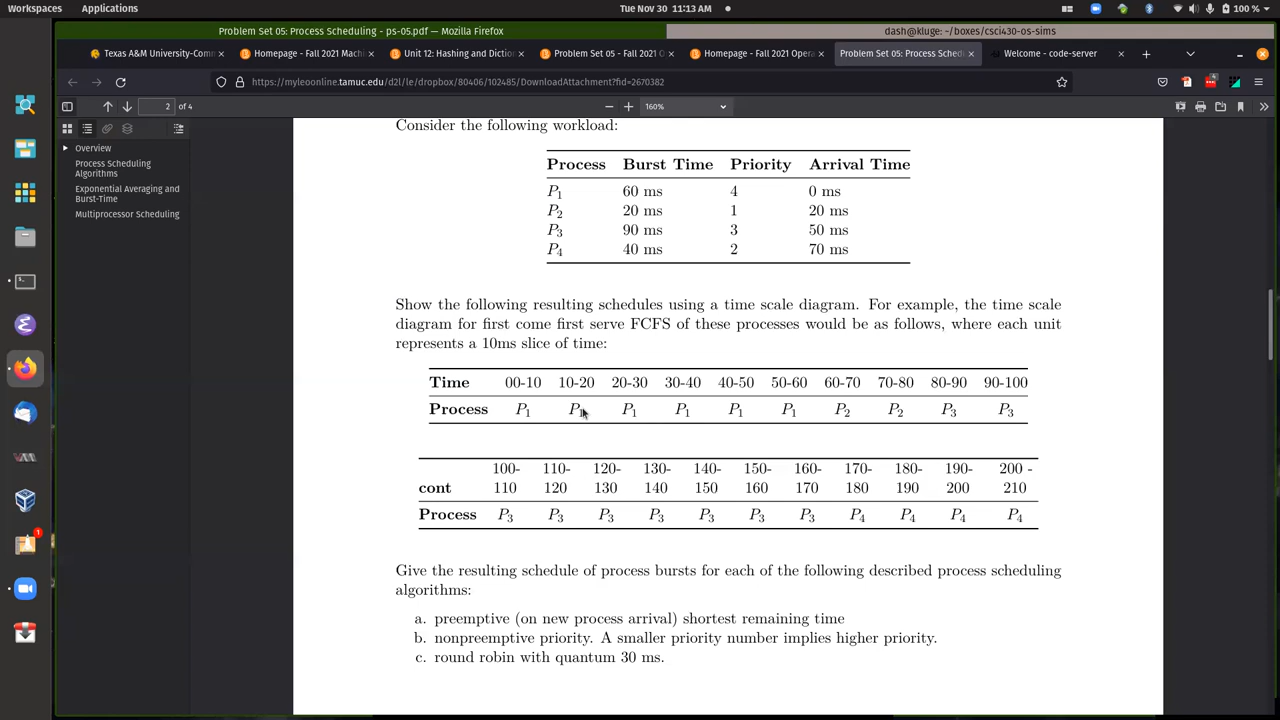 Workspaces Applications Tue Nov 30 11:13 AM 100 %
Problem Set 05: Process Scheduling - ps-05.pdf — Mozilla Firefox
dash@kluge: ~/boxes/csci430-os-sims
Texas A&M University-Com
Homepage - Fall 2021 Machi
Unit 12: Hashing and Diction
Problem Set 05 - Fall 2021 O
Homepage - Fall 2021 Opera
Problem Set 05: Process Sched
Welcome - code-server
https://myleoonline.tamuc.edu/d2l/le/dropbox/80406/102485/DownloadAttachment?fid=2670382
2 of 4 160%
Overview
Process Scheduling
Algorithms
Exponential Averaging and
Burst-Time
Multiprocessor Scheduling
Consider the following workload:
Process Burst Time Priority Arrival Time
P1 60 ms 4 0 ms
P2 20 ms 1 20 ms
P3 90 ms 3 50 ms
P4 40 ms 2 70 ms
Show the following resulting schedules using a time scale diagram. For example, the time scale
diagram for first come first serve FCFS of these processes would be as follows, where each unit
represents a 10ms slice of time:
Time 00-10 10-20 20-30 30-40 40-50 50-60 60-70 70-80 80-90 90-100
Process P1 P1 P1 P1 P1 P1 P2 P2 P3 P3
100- 110- 120- 130- 140- 150- 160- 170- 180- 190- 200 -
cont 110 120 130 140 150 160 170 180 190 200 210
Process P3 P3 P3 P3 P3 P3 P3 P4 P4 P4 P4
Give the resulting schedule of process bursts for each of the following described process scheduling
algorithms:
a. preemptive (on new process arrival) shortest remaining time
b. nonpreemptive priority. A smaller priority number implies higher priority.
c. round robin with quantum 30 ms.